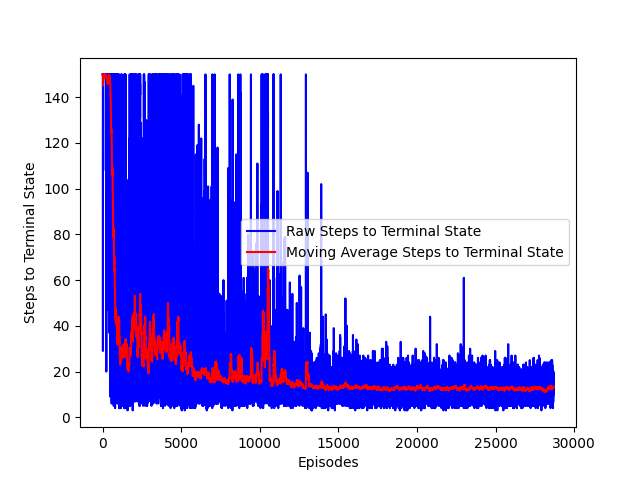 140
120
100
80
60
40
20
0
Steps to Terminal State
Raw Steps to Terminal State
Moving Average Steps to Terminal State
0 5000 10000 15000 20000 25000 30000
Episodes